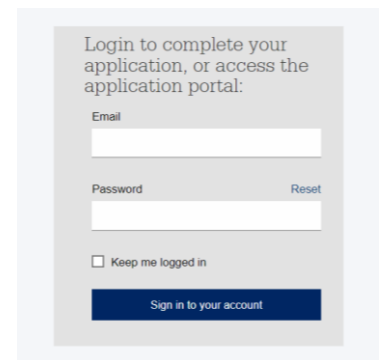 Login to complete your
application, or access the
application portal:
Email
Password Reset
Keep me logged in
Sign in to your account